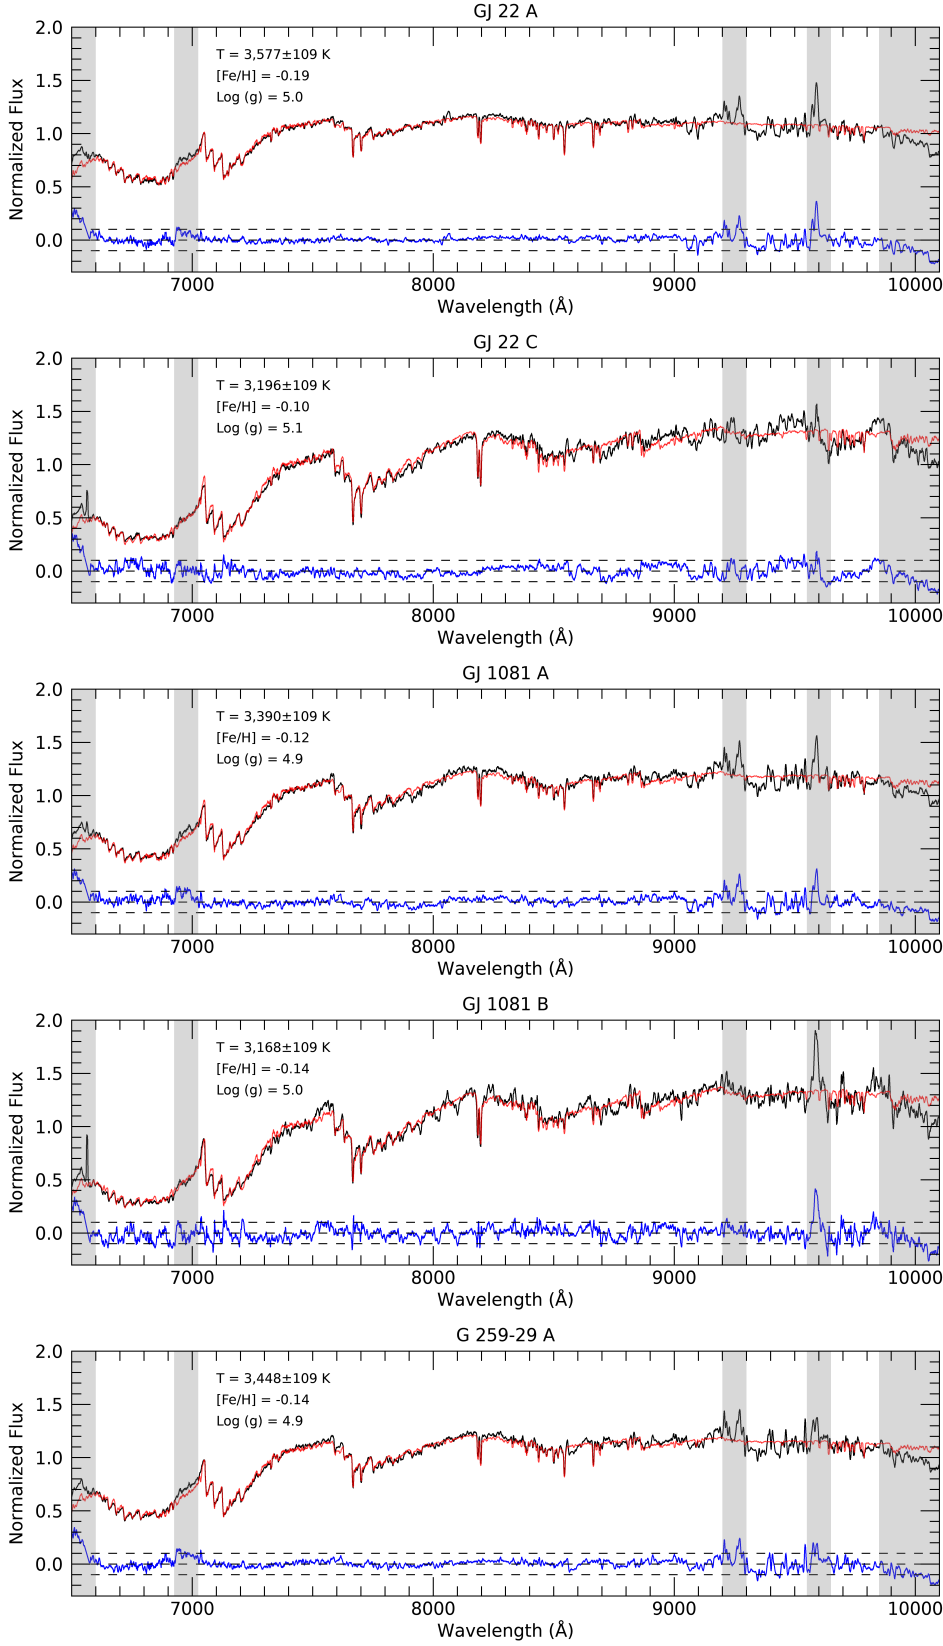 GJ 22 A
2.0
T = 3,577±109 K
1.5
[Fe/H] = -0.19
Log (g) = 5.0
1.0
0.5
0.0
Normalized Flux
7000 8000 9000 10000
Wavelength (Å)
GJ 22 C
2.0
T = 3,196±109 K
1.5
[Fe/H] = -0.10
Log (g) = 5.1
1.0
0.5
0.0
Normalized Flux
7000 8000 9000 10000
Wavelength (Å)
GJ 1081 A
2.0
T = 3,390±109 K
1.5
[Fe/H] = -0.12
Log (g) = 4.9
1.0
0.5
0.0
Normalized Flux
7000 8000 9000 10000
Wavelength (Å)
GJ 1081 B
2.0
T = 3,168±109 K
1.5
[Fe/H] = -0.14
Log (g) = 5.0
1.0
0.5
0.0
Normalized Flux
7000 8000 9000 10000
Wavelength (Å)
G 259-29 A
2.0
T = 3,448±109 K
1.5
[Fe/H] = -0.14
Log (g) = 4.9
1.0
0.5
0.0
Normalized Flux
7000 8000 9000 10000
Wavelength (Å)